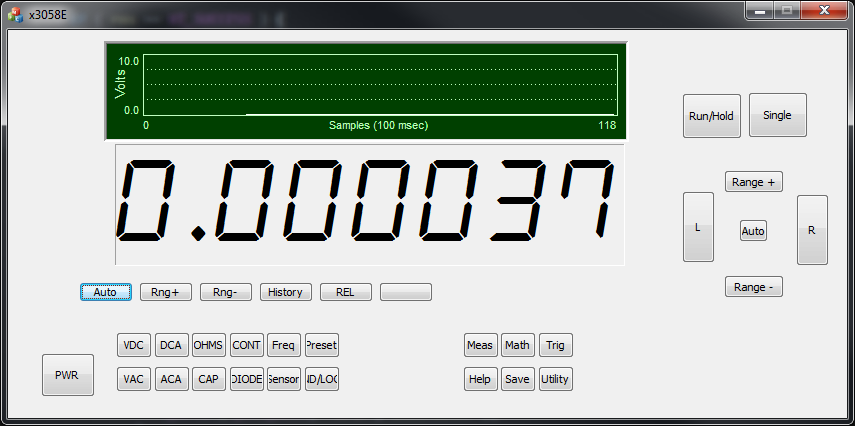 x3058E
10.0
Volts
0.0
0 Samples (100 msec) 118
0.000037
Run/Hold Single
Range +
L Auto R
Range -
Auto Rng+ Rng- History REL
VDC DCA OHMS CONT Freq Preset Meas Math Trig
PWR
VAC ACA CAP DIODE Sensor ND/LOG Help Save Utility